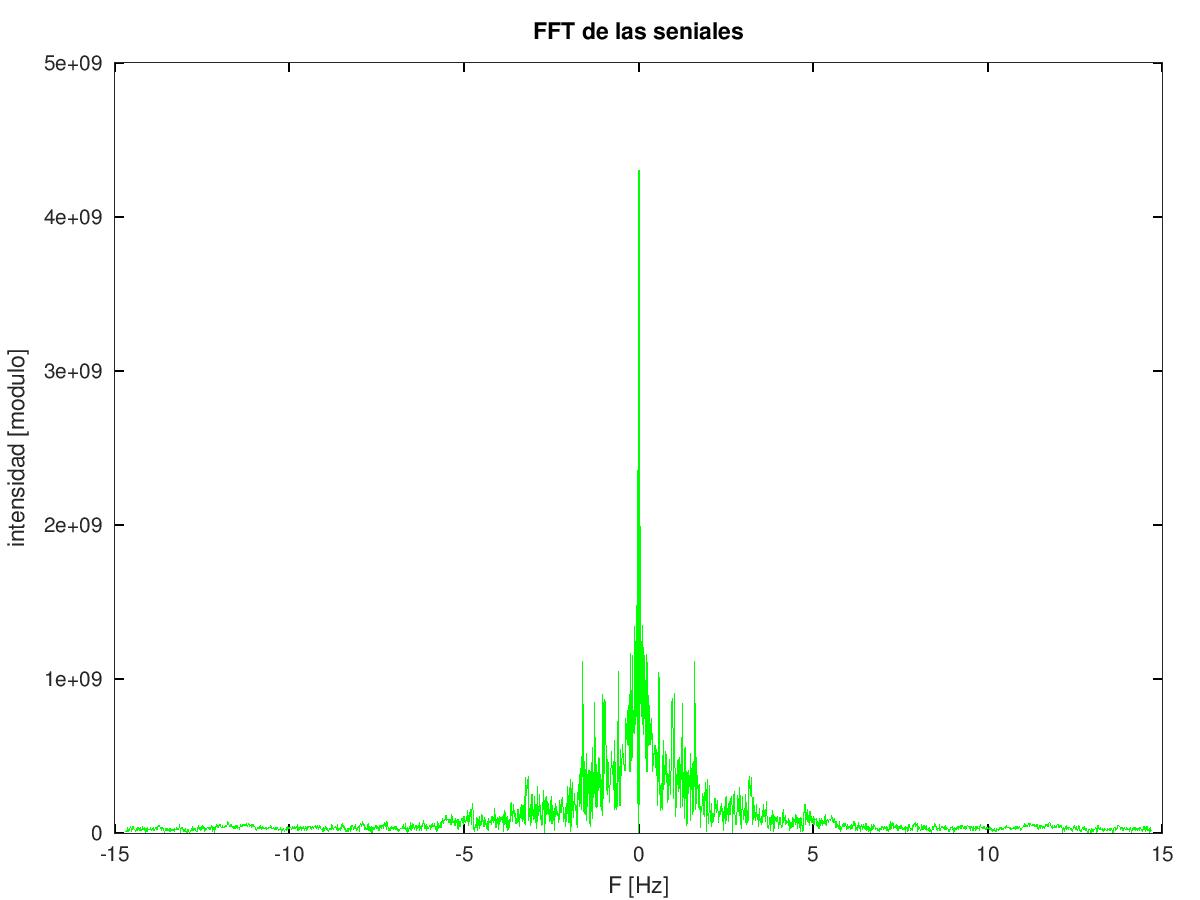 FFT de las seniales
5e+09
4e+09
3e+09
2e+09
1e+09
0
intensidad [modulo]
-15 -10 -5 0 5 10 15
F [Hz]